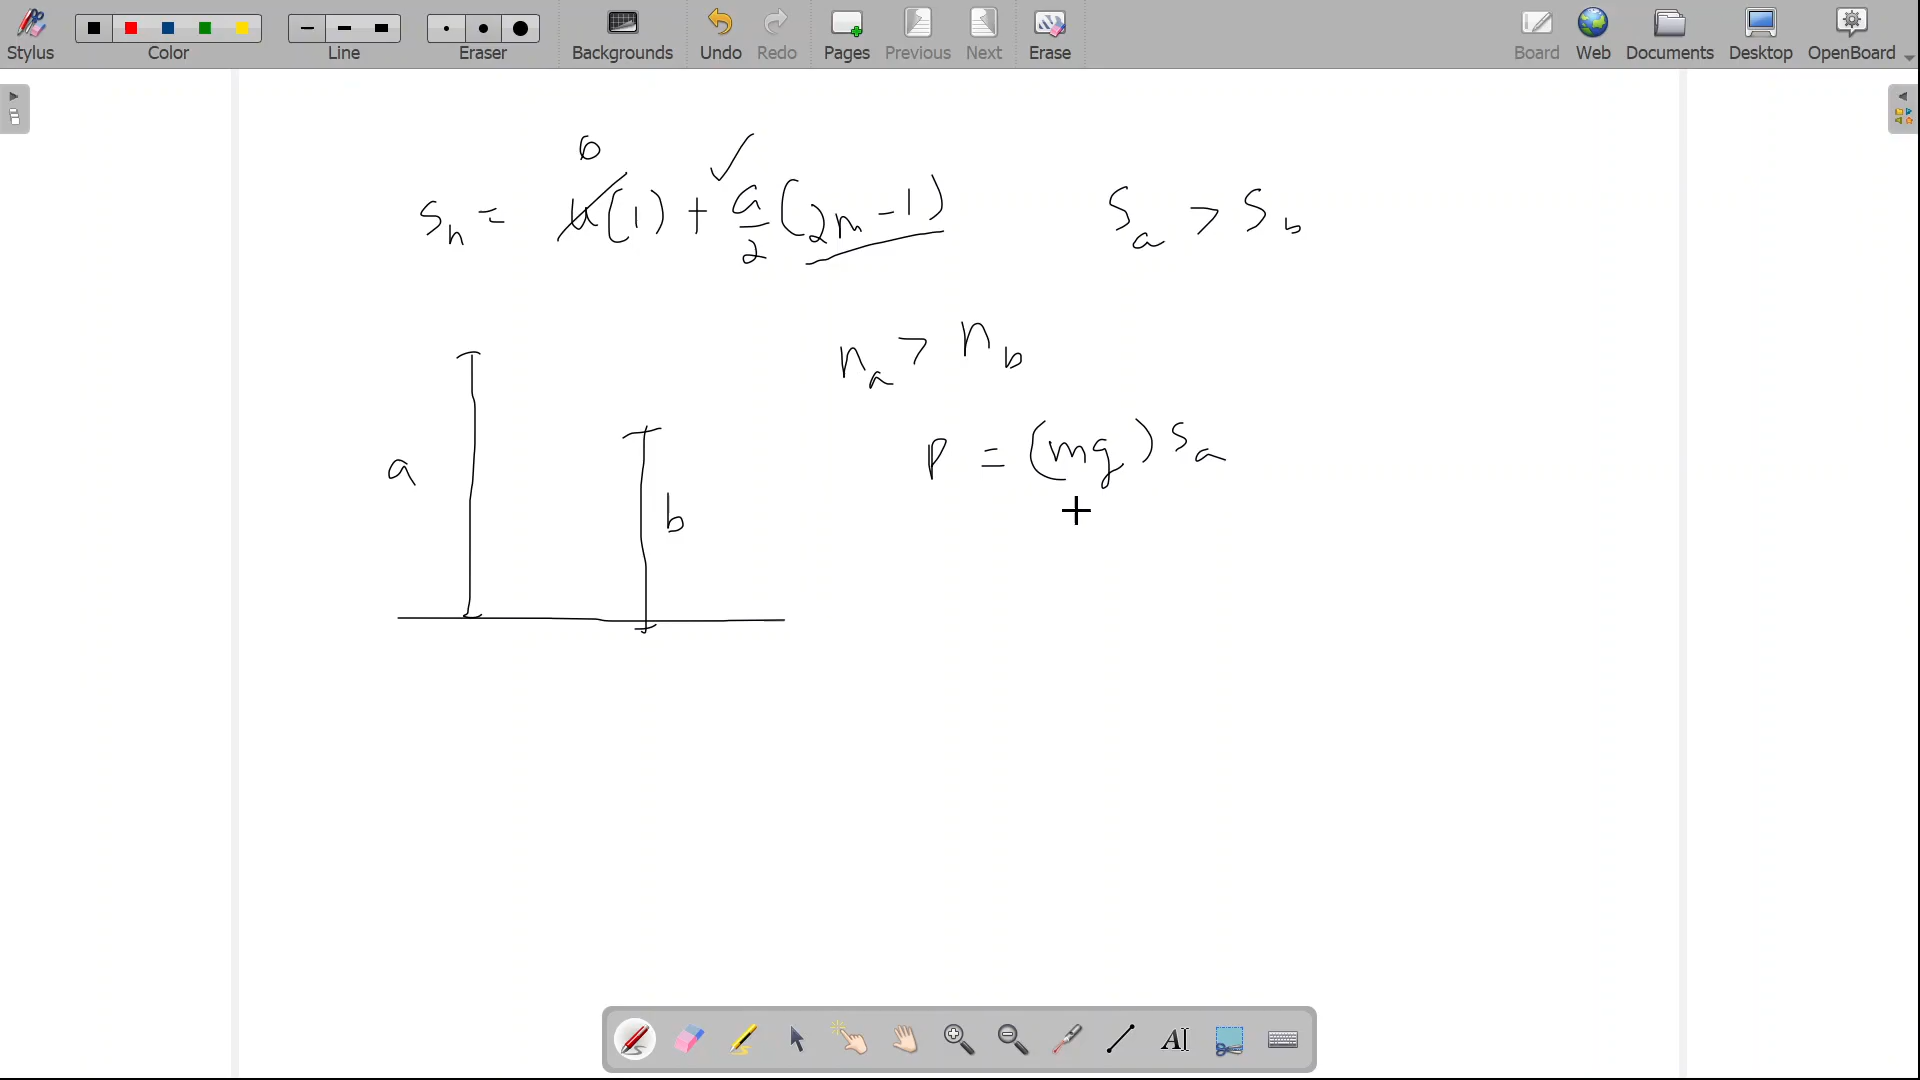 Stylus Color Line Eraser Backgrounds Undo Redo Pages Previous Next Erase Board Web Documents Desktop OpenBoard
0
Sn = u(1) + a/2 (2n-1) Sa > Sb
na > nb
P = (mg) Sa
a
b
AI